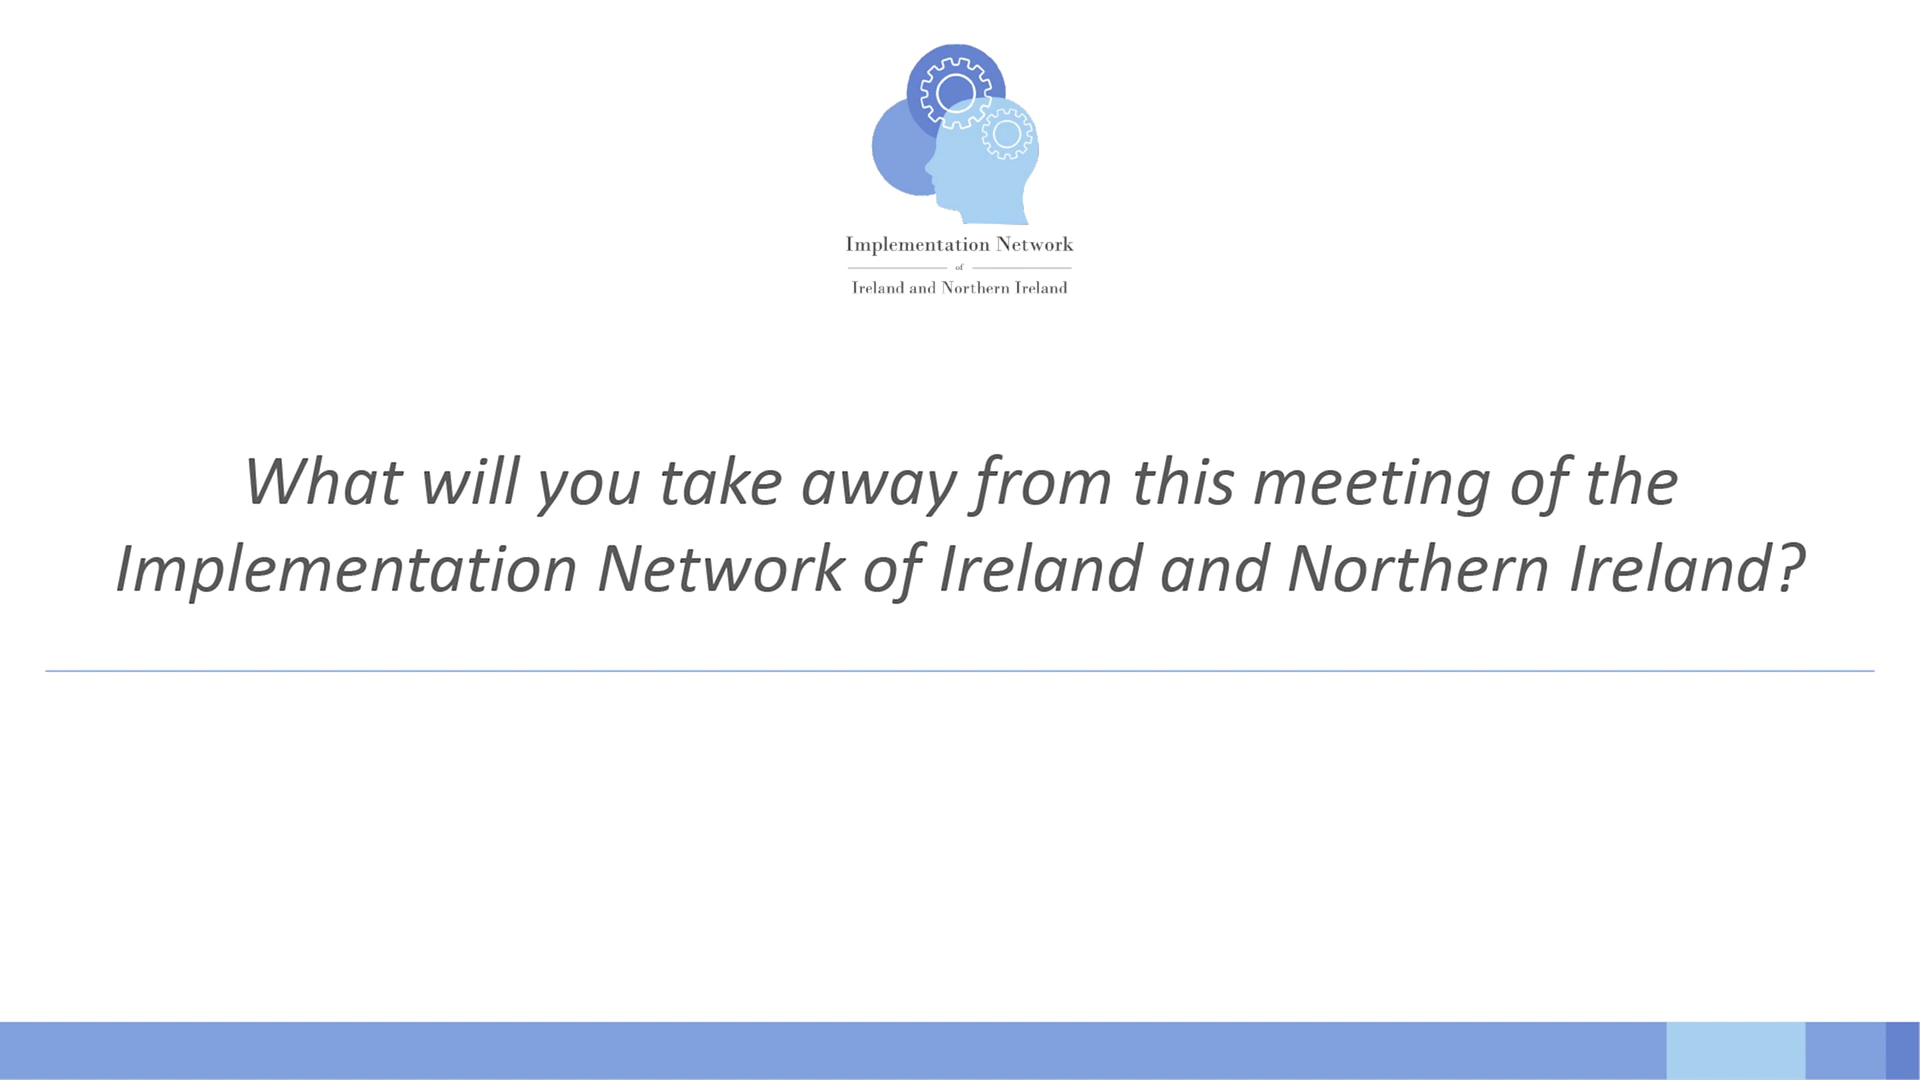 Implementation Network
of
Ireland and Northern Ireland
What will you take away from this meeting of the
Implementation Network of Ireland and Northern Ireland?